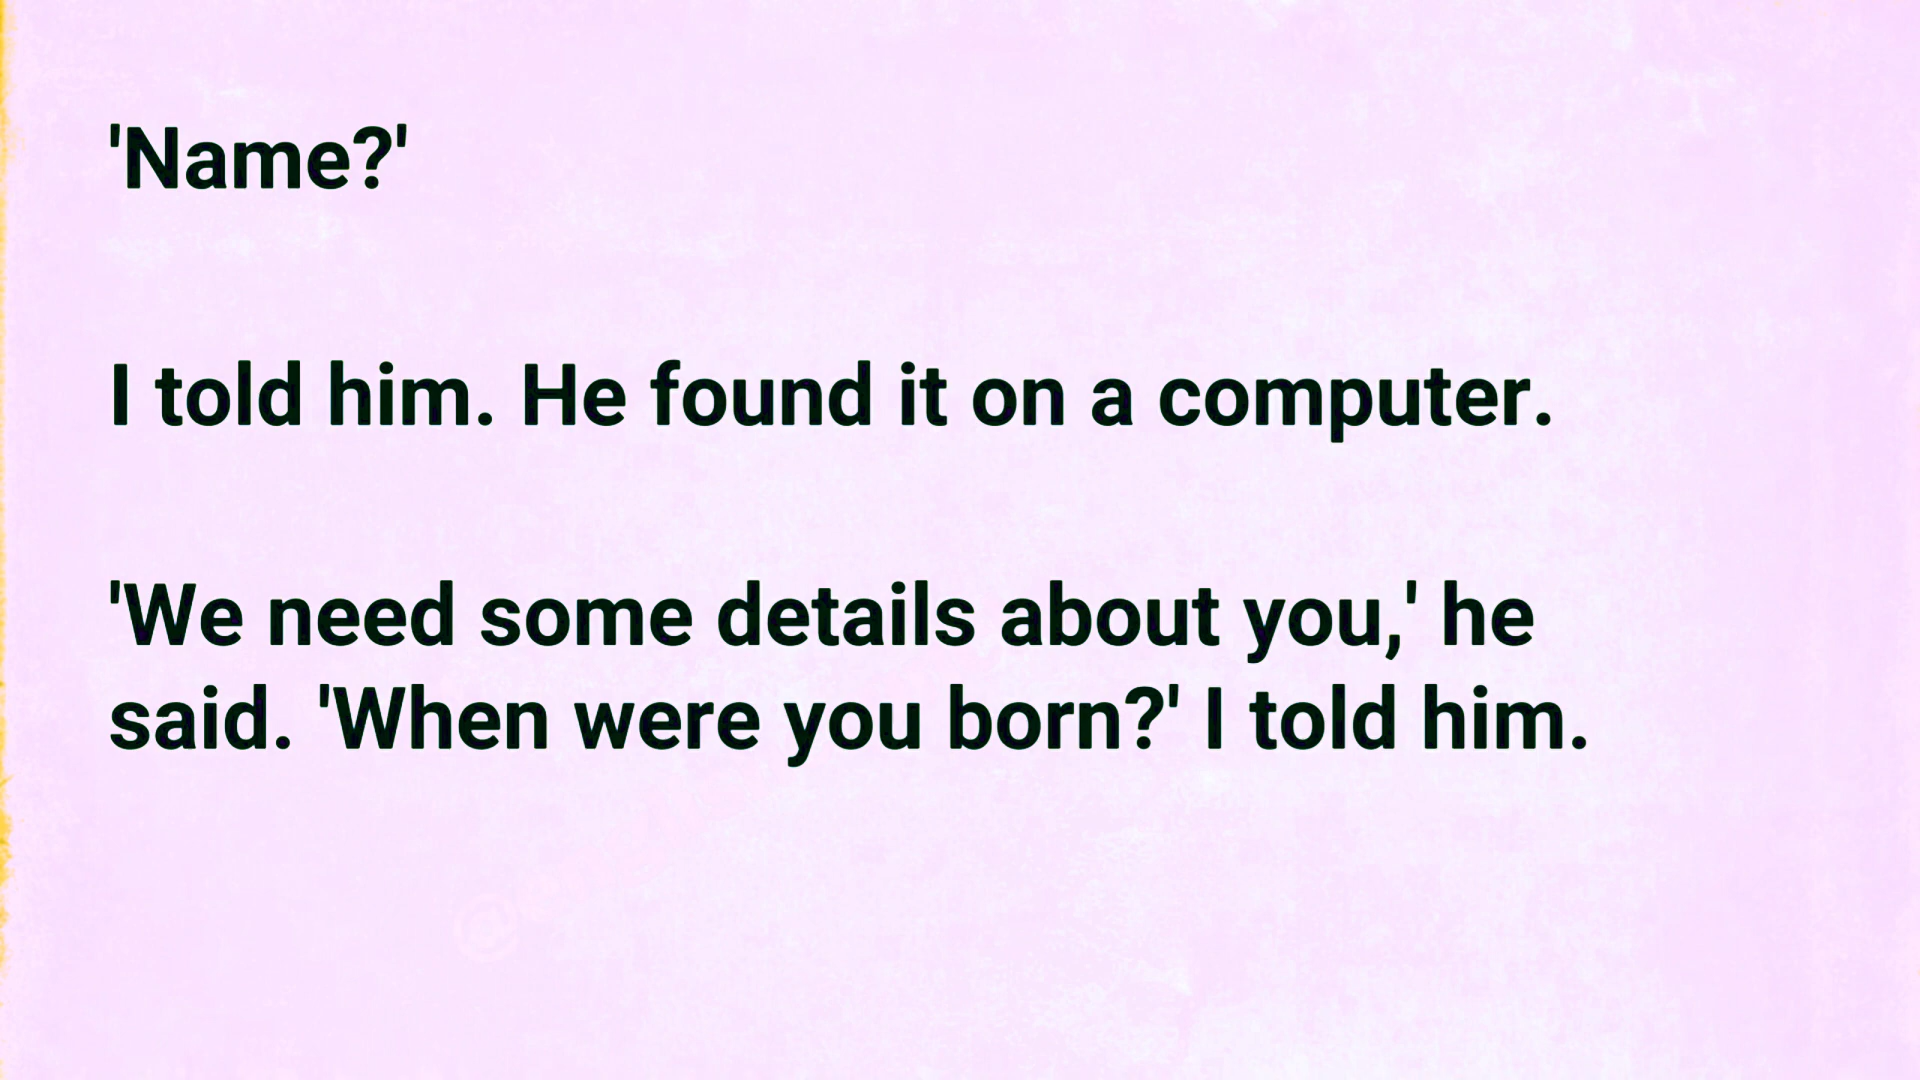 'Name?'
I told him. He found it on a computer.
'We need some details about you,' he
said. 'When were you born?' I told him.